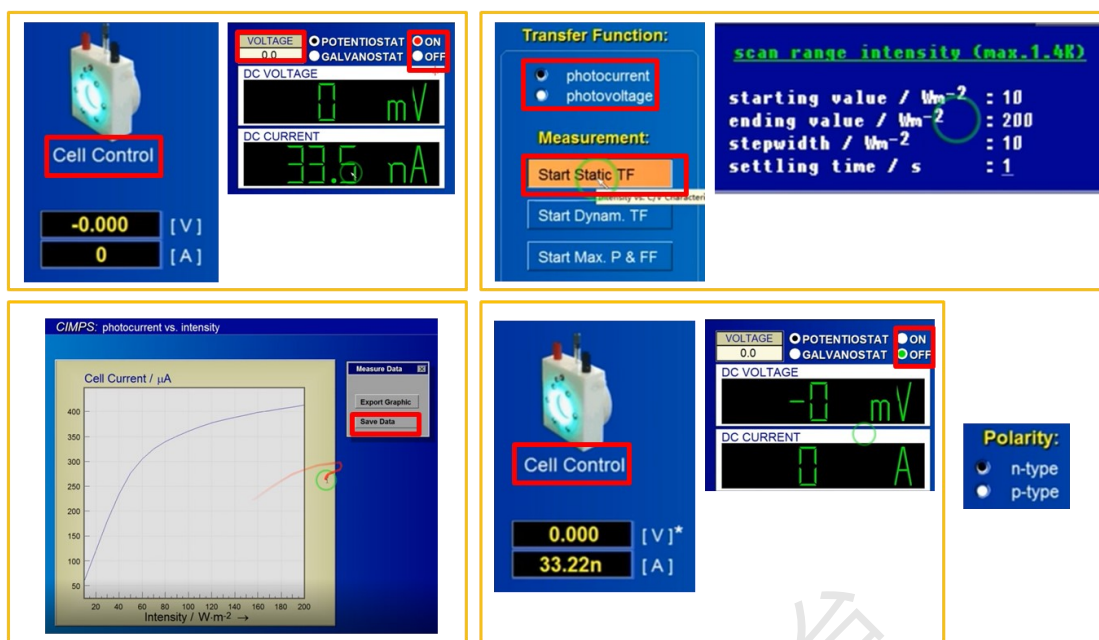 Cell Control
-0.000 [V]
0 [A]
VOLTAGE
0.0
POTENTIOSTAT
GALVANOSTAT
ON
OFF
DC VOLTAGE
0 mV
DC CURRENT
33.5 nA
Transfer Function:
photocurrent
photovoltage
Measurement:
Start Static TF
Start Dynam. TF
Start Max. P & FF
scan range intensity (max.1.4K)
starting value / Wm-2 : 10
ending value / Wm-2 : 200
stepwidth / Wm-2 : 10
settling time / s : 1
CIMPS: photocurrent vs. intensity
Cell Current / µA
400
350
300
250
200
150
100
50
20 40 60 80 100 120 140 160 180 200
Intensity / W·m-2 →
Measure Data
Export Graphic
Save Data
Cell Control
0.000 [V]*
33.22n [A]
VOLTAGE
0.0
POTENTIOSTAT
GALVANOSTAT
ON
OFF
DC VOLTAGE
-0 mV
DC CURRENT
0 A
Polarity:
n-type
p-type